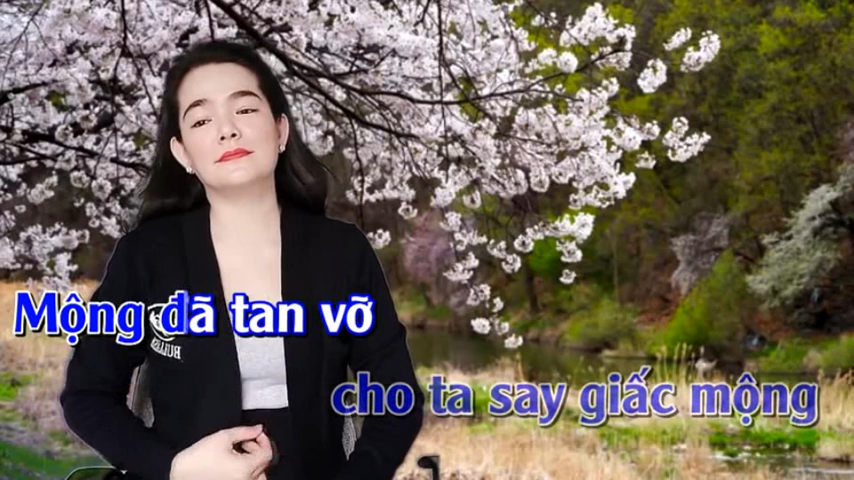 Mộng đã tan vỡ
cho ta say giấc mộng